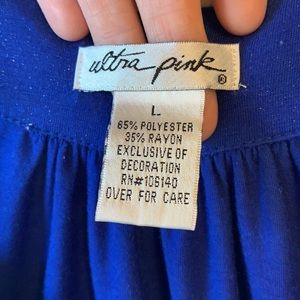 ultra pink®
L
65% POLYESTER
35% RAYON
EXCLUSIVE OF
DECORATION
RN#106140
OVER FOR CARE